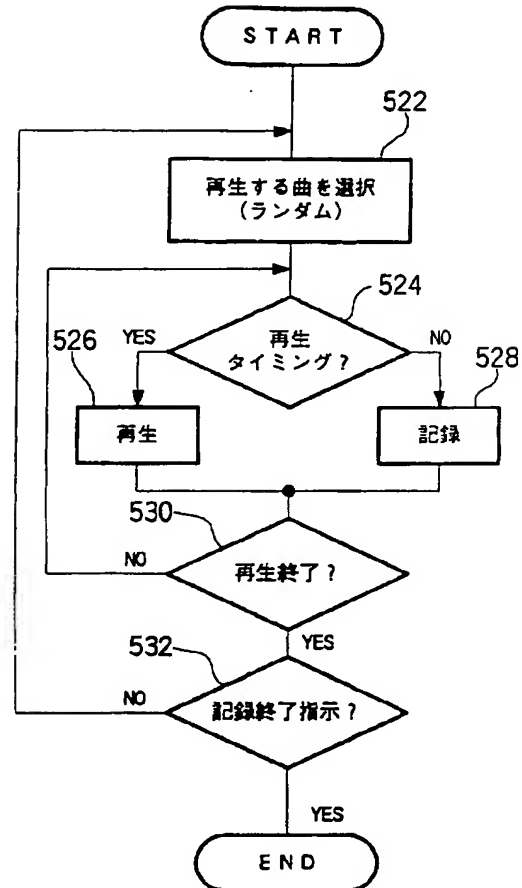 START
522
再生する曲を選択
(ランダム)
524
再生
タイミング?
YES
NO
526
528
再生
記録
530
再生終了?
NO
YES
532
記録終了指示?
NO
YES
END